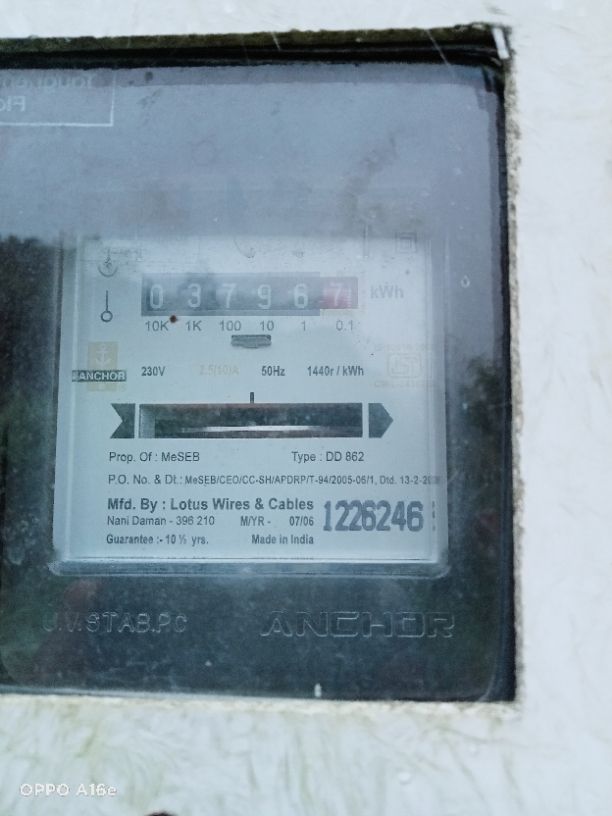 0 3 7 9 6 7 kWh
10K 1K 100 10 1 0.1
ANCHOR 230V 2.5(10)A 50Hz 1440r / kWh
Prop. Of : MeSEB Type : DD 862
P.O. No. & Dt.: MeSEB/CEO/CC-SH/APDRP/T-94/2005-06/1, Dtd. 13-2-
Mfd. By : Lotus Wires & Cables
Nani Daman - 396 210 M/YR - 07/06 1226246
Guarantee :- 10 ½ yrs. Made in India
ANCHOR
OPPO A16e